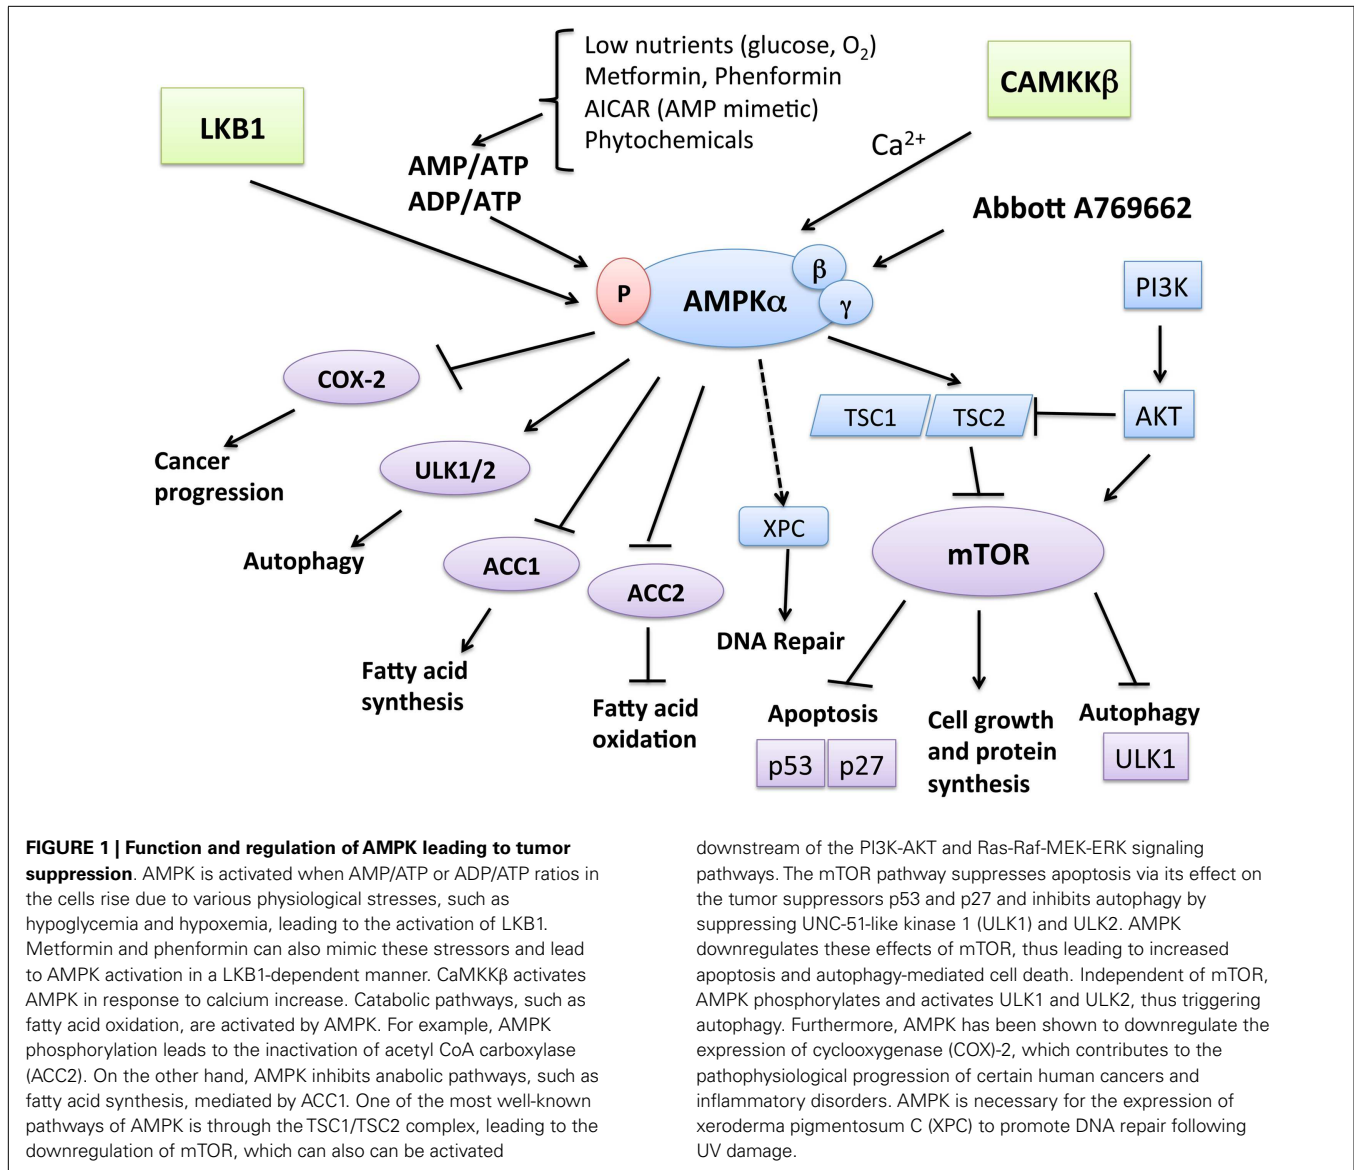 Low nutrients (glucose, O₂)
Metformin, Phenformin
AICAR (AMP mimetic)
Phytochemicals
CAMKKβ
LKB1
AMP/ATP
ADP/ATP
Ca²⁺
Abbott A769662
P
AMPKα
β
γ
PI3K
COX-2
TSC1
TSC2
AKT
Cancer
progression
ULK1/2
XPC
mTOR
Autophagy
ACC1
ACC2
DNA Repair
Fatty acid
synthesis
Fatty acid
oxidation
Apoptosis
p53
p27
Cell growth
and protein
synthesis
Autophagy
ULK1
FIGURE 1 | Function and regulation of AMPK leading to tumor
suppression. AMPK is activated when AMP/ATP or ADP/ATP ratios in
the cells rise due to various physiological stresses, such as
hypoglycemia and hypoxemia, leading to the activation of LKB1.
Metformin and phenformin can also mimic these stressors and lead
to AMPK activation in a LKB1-dependent manner. CaMKKβ activates
AMPK in response to calcium increase. Catabolic pathways, such as
fatty acid oxidation, are activated by AMPK. For example, AMPK
phosphorylation leads to the inactivation of acetyl CoA carboxylase
(ACC2). On the other hand, AMPK inhibits anabolic pathways, such as
fatty acid synthesis, mediated by ACC1. One of the most well-known
pathways of AMPK is through the TSC1/TSC2 complex, leading to the
downregulation of mTOR, which can also can be activated
downstream of the PI3K-AKT and Ras-Raf-MEK-ERK signaling
pathways. The mTOR pathway suppresses apoptosis via its effect on
the tumor suppressors p53 and p27 and inhibits autophagy by
suppressing UNC-51-like kinase 1 (ULK1) and ULK2. AMPK
downregulates these effects of mTOR, thus leading to increased
apoptosis and autophagy-mediated cell death. Independent of mTOR,
AMPK phosphorylates and activates ULK1 and ULK2, thus triggering
autophagy. Furthermore, AMPK has been shown to downregulate the
expression of cyclooxygenase (COX)-2, which contributes to the
pathophysiological progression of certain human cancers and
inflammatory disorders. AMPK is necessary for the expression of
xeroderma pigmentosum C (XPC) to promote DNA repair following
UV damage.